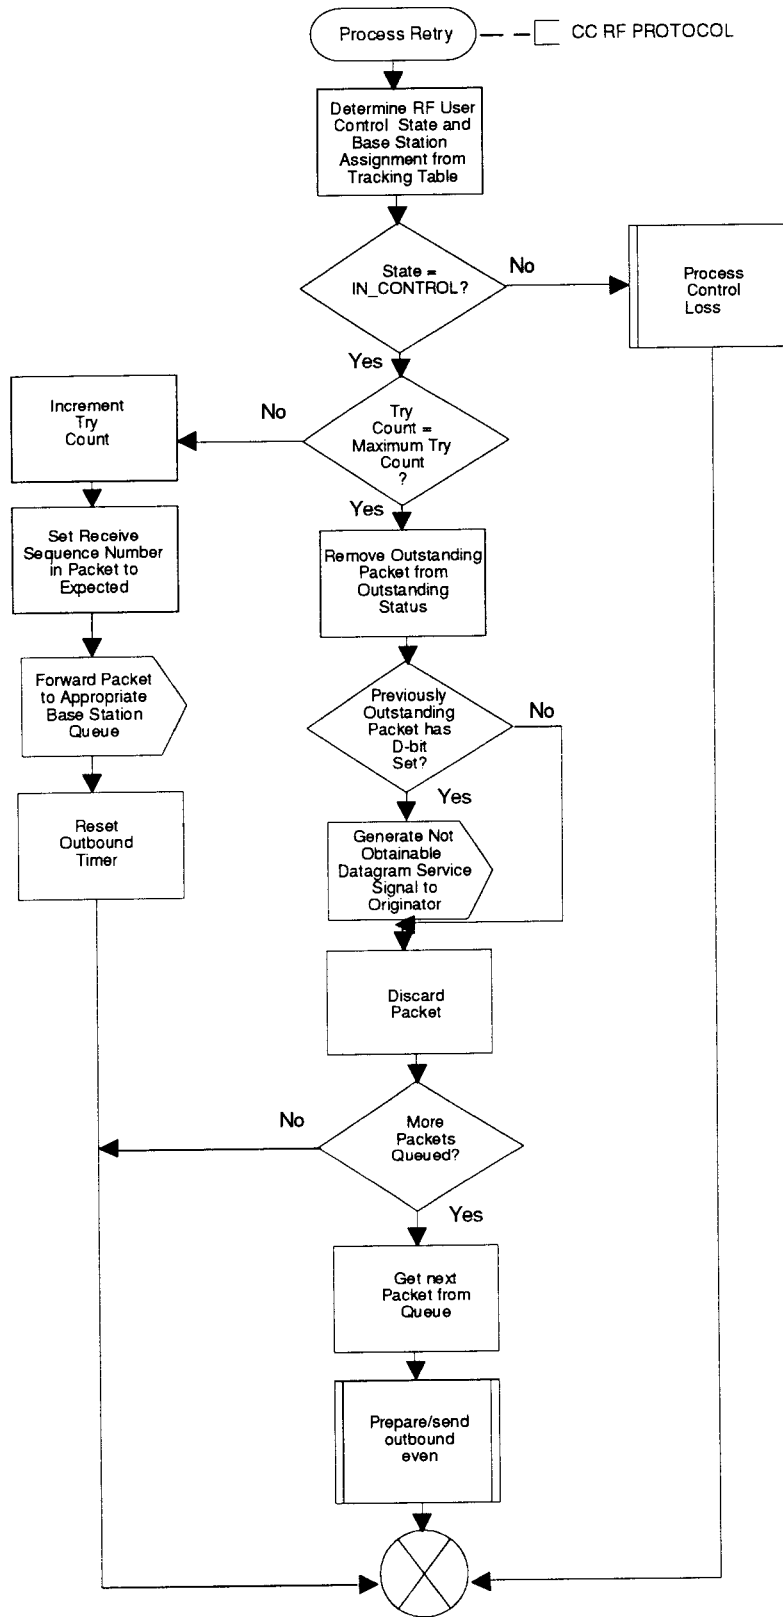 Process Retry
CC RF PROTOCOL
Determine RF User
Control State and
Base Station
Assignment from
Tracking Table
State =
IN_CONTROL?
No
Process
Control
Loss
Yes
Try
Count =
Maximum Try
Count
?
No
Increment
Try
Count
Set Receive
Sequence Number
in Packet to
Expected
Forward Packet
to Appropriate
Base Station
Queue
Reset
Outbound
Timer
Yes
Remove Outstanding
Packet from
Outstanding
Status
Previously
Outstanding
Packet has
D-bit
Set?
No
Yes
Generate Not
Obtainable
Datagram Service
Signal to
Originator
Discard
Packet
More
Packets
Queued?
No
Yes
Get next
Packet from
Queue
Prepare/send
outbound
even